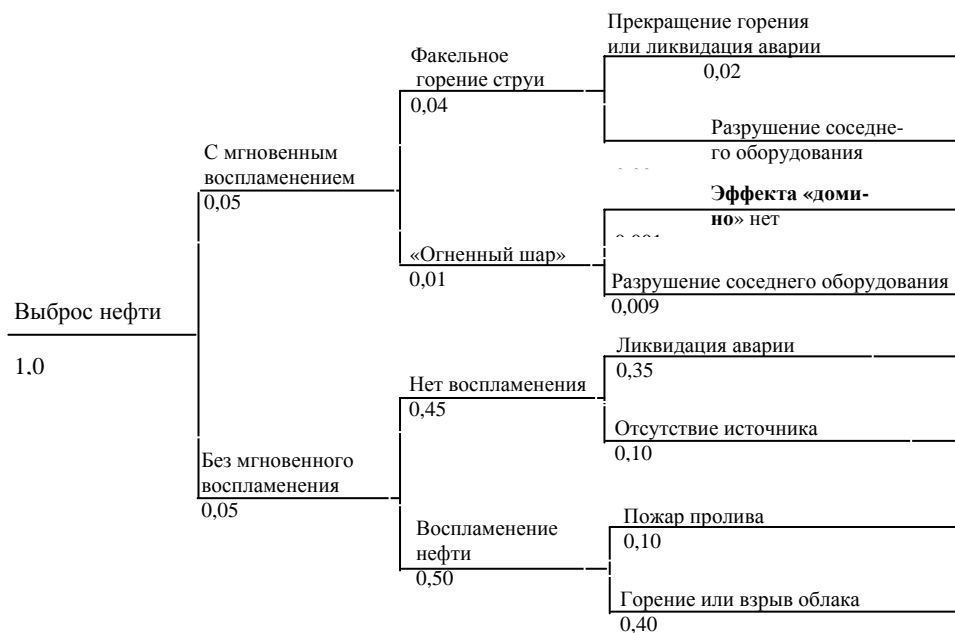 Прекращение горения
или ликвидация аварии
0,02
Факельное
горение струи
0,04
Разрушение соседне-
го оборудования
С мгновенным
воспламенением
0,05
Эффекта «доми-
но» нет
0,001
«Огненный шар»
0,01
Разрушение соседнего оборудования
0,009
Выброс нефти
1,0
Ликвидация аварии
0,35
Нет воспламенения
0,45
Отсутствие источника
0,10
Без мгновенного
воспламенения
0,05
Пожар пролива
0,10
Воспламенение
нефти
0,50
Горение или взрыв облака
0,40